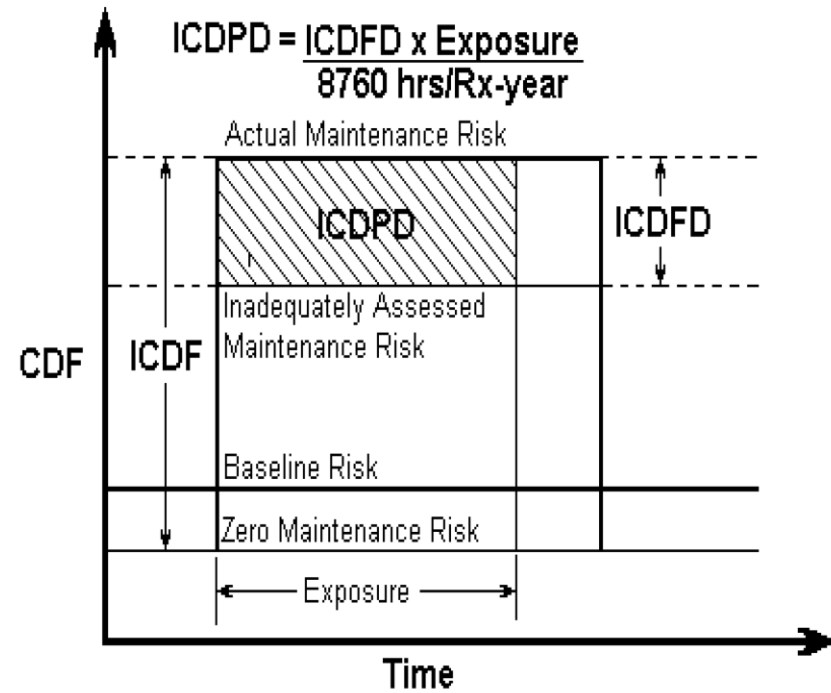 ICDPD = ICDFD x Exposure
8760 hrs/Rx-year
Actual Maintenance Risk
ICDPD
ICDFD
Inadequately Assessed
Maintenance Risk
CDF
ICDF
Baseline Risk
Zero Maintenance Risk
Exposure
Time